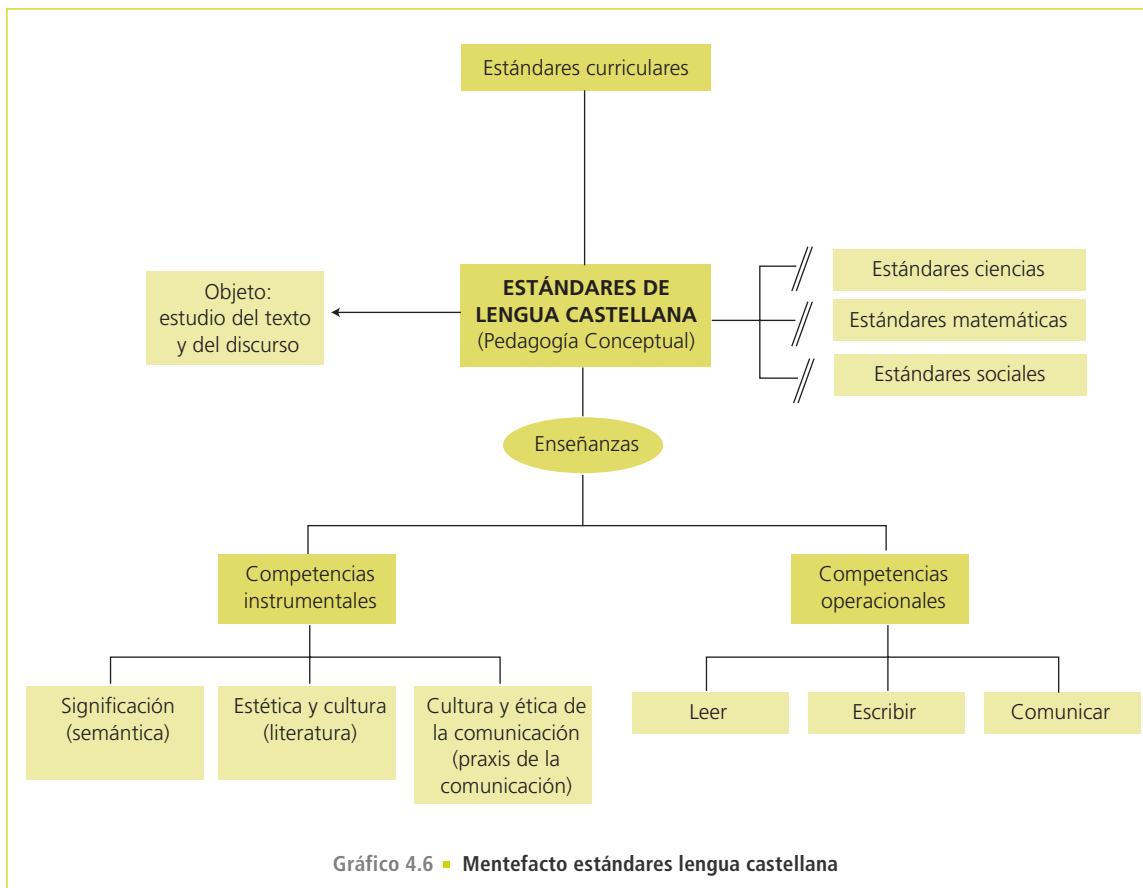 Estándares curriculares
Objeto:
estudio del texto
y del discurso
ESTÁNDARES DE
LENGUA CASTELLANA
(Pedagogía Conceptual)
Estándares ciencias
Estándares matemáticas
Estándares sociales
Enseñanzas
Competencias
instrumentales
Competencias
operacionales
Significación
(semántica)
Estética y cultura
(literatura)
Cultura y ética de
la comunicación
(praxis de la
comunicación)
Leer
Escribir
Comunicar
Gráfico 4.6 ▪ Mentefacto estándares lengua castellana